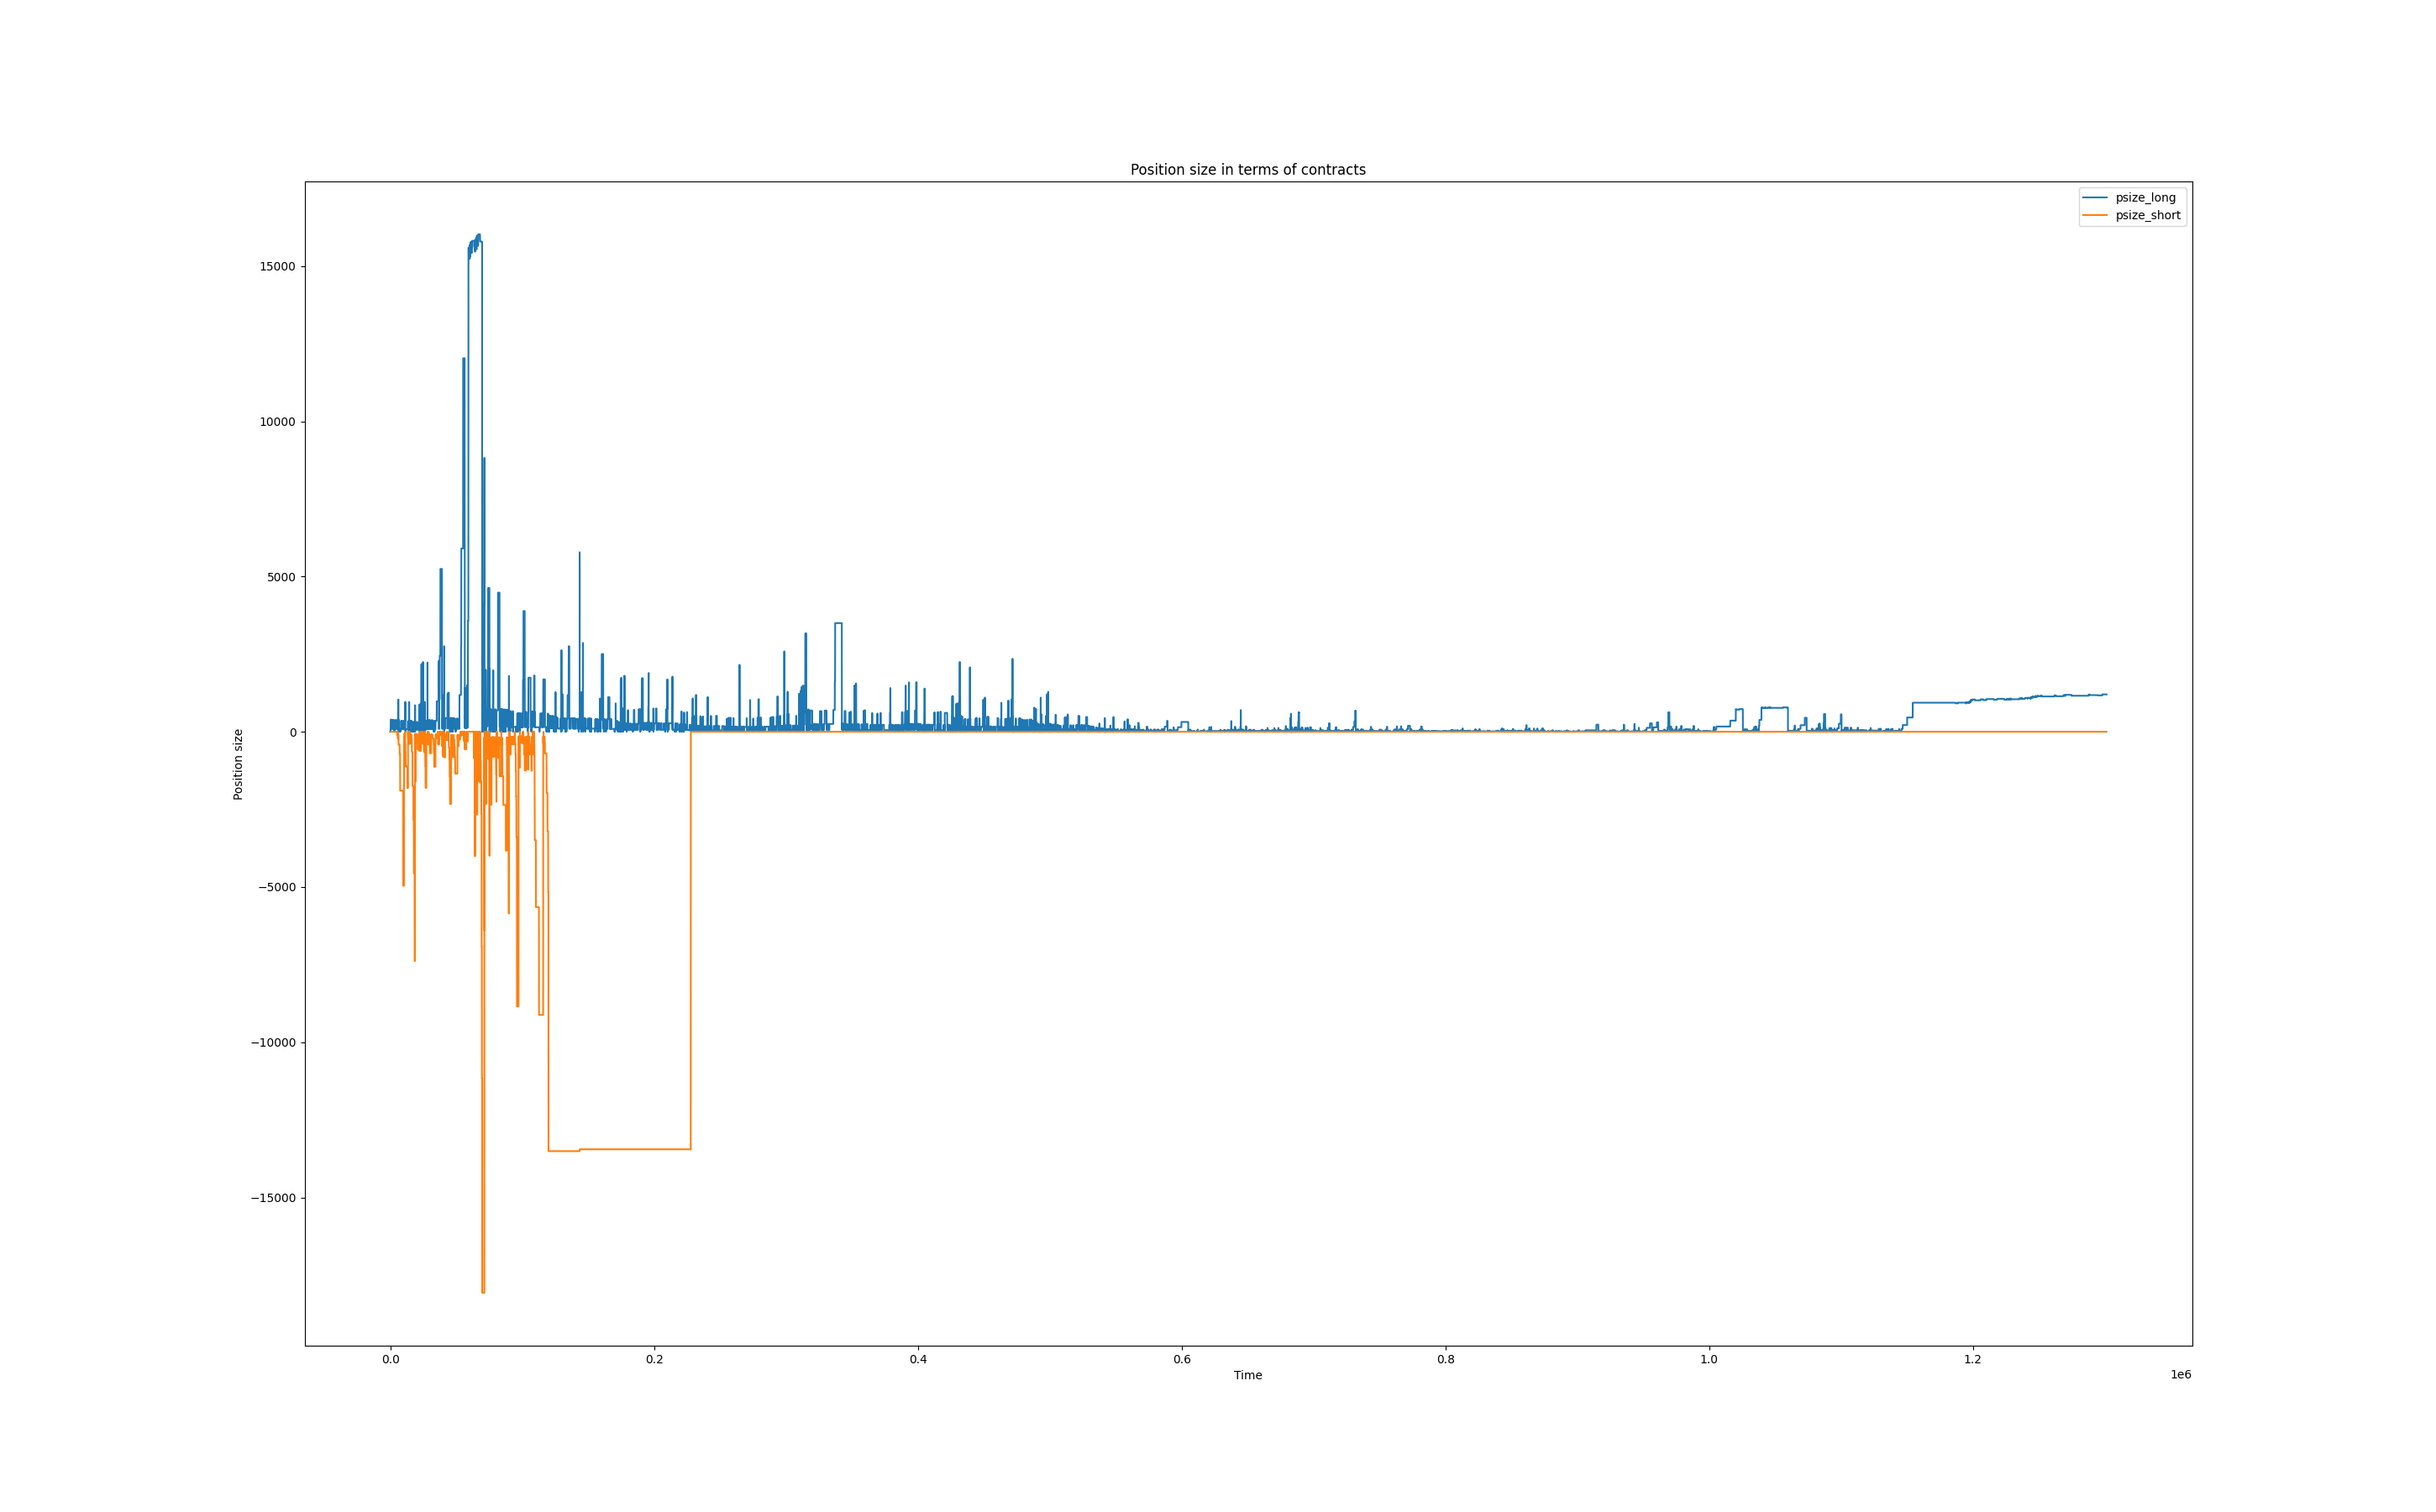 Position size in terms of contracts
psize_long
psize_short
15000
10000
5000
0
−5000
−10000
−15000
Position size
0.0
0.2
0.4
0.6
0.8
1.0
1.2
1e6
Time